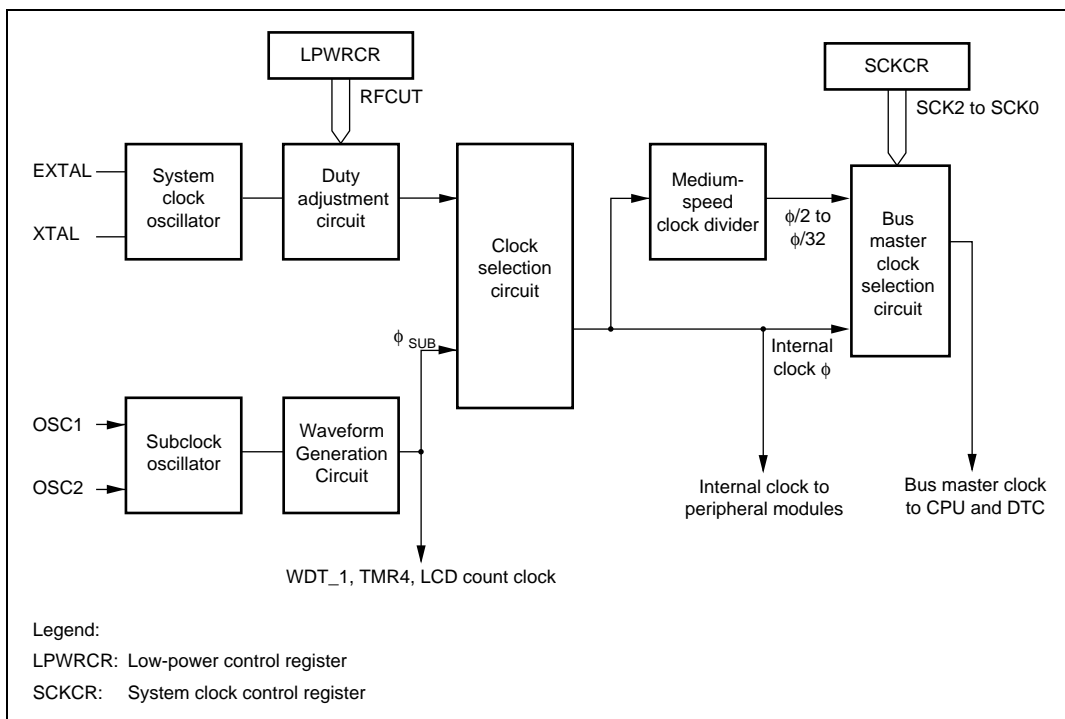 LPWRCR
RFCUT
SCKCR
SCK2 to SCK0
EXTAL
XTAL
System
clock
oscillator
Duty
adjustment
circuit
Clock
selection
circuit
Medium-
speed
clock divider
ϕ/2 to
ϕ/32
Bus
master
clock
selection
circuit
ϕ SUB
Internal
clock ϕ
OSC1
OSC2
Subclock
oscillator
Waveform
Generation
Circuit
Internal clock to
peripheral modules
Bus master clock
to CPU and DTC
WDT_1, TMR4, LCD count clock
Legend:
LPWRCR: Low-power control register
SCKCR: System clock control register